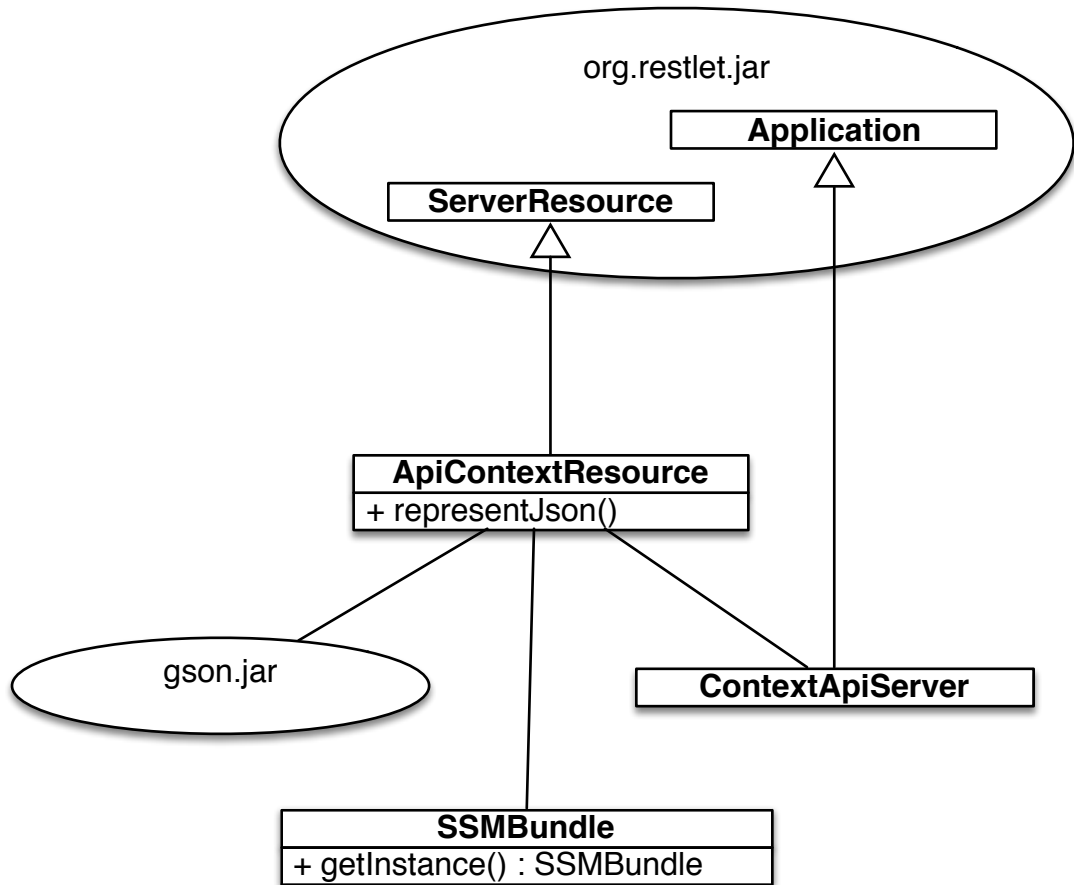 org.restlet.jar
Application
ServerResource
ApiContextResource
+ representJson()
gson.jar
ContextApiServer
SSMBundle
+ getInstance() : SSMBundle